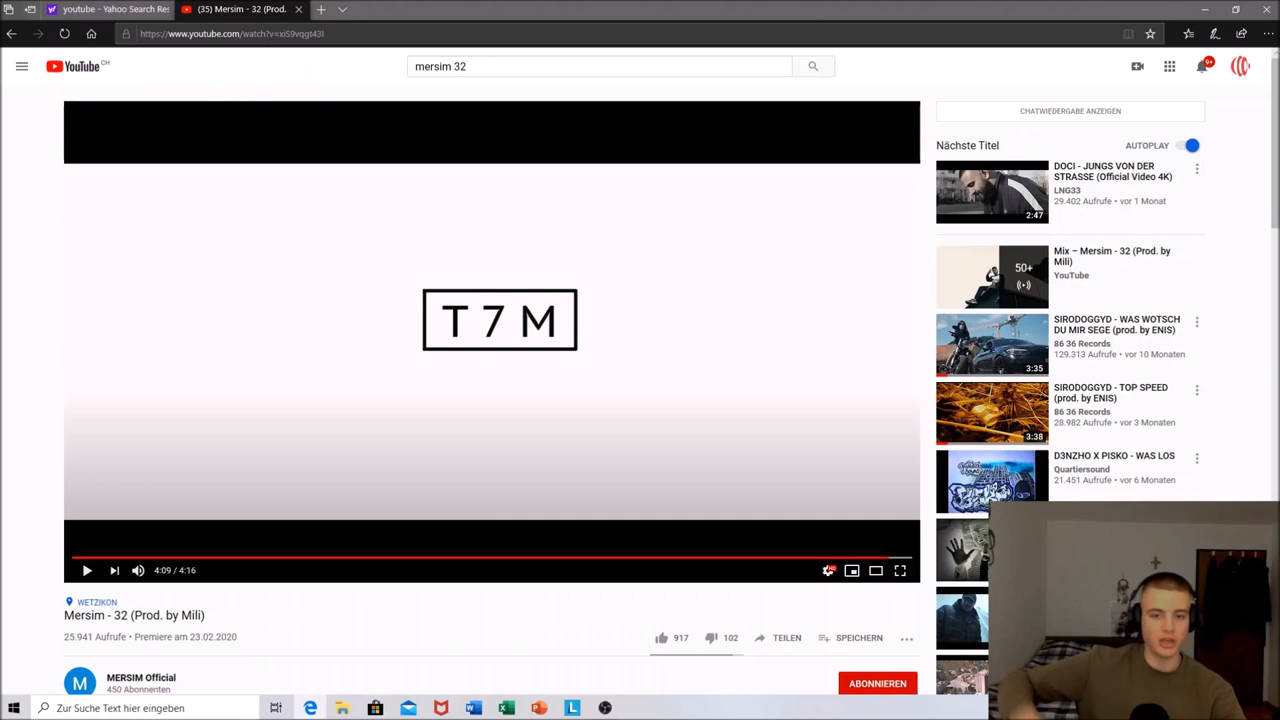 youtube - Yahoo Search Res
(35) Mersim - 32 (Prod.
https://www.youtube.com/watch?v=xiS9vqgt43I
YouTube CH
mersim 32
9+
CHATWIEDERGABE ANZEIGEN
Nächste Titel
AUTOPLAY
DOCI - JUNGS VON DER
STRASSE (Official Video 4K)
LNG33
29.402 Aufrufe • vor 1 Monat
2:47
Mix – Mersim - 32 (Prod. by
Mili)
YouTube
50+
SIRODOGGYD - WAS WOTSCH
DU MIR SEGE (prod. by ENIS)
86 36 Records
129.313 Aufrufe • vor 10 Monaten
3:35
SIRODOGGYD - TOP SPEED
(prod. by ENIS)
86 36 Records
28.982 Aufrufe • vor 3 Monaten
3:38
D3NZHO X PISKO - WAS LOS
Quartiersound
21.451 Aufrufe • vor 6 Monaten
T 7 M
4:09 / 4:16
HD
WETZIKON
Mersim - 32 (Prod. by Mili)
25.941 Aufrufe • Premiere am 23.02.2020
917
102
TEILEN
SPEICHERN
M
MERSIM Official
450 Abonnenten
ABONNIEREN
Zur Suche Text hier eingeben